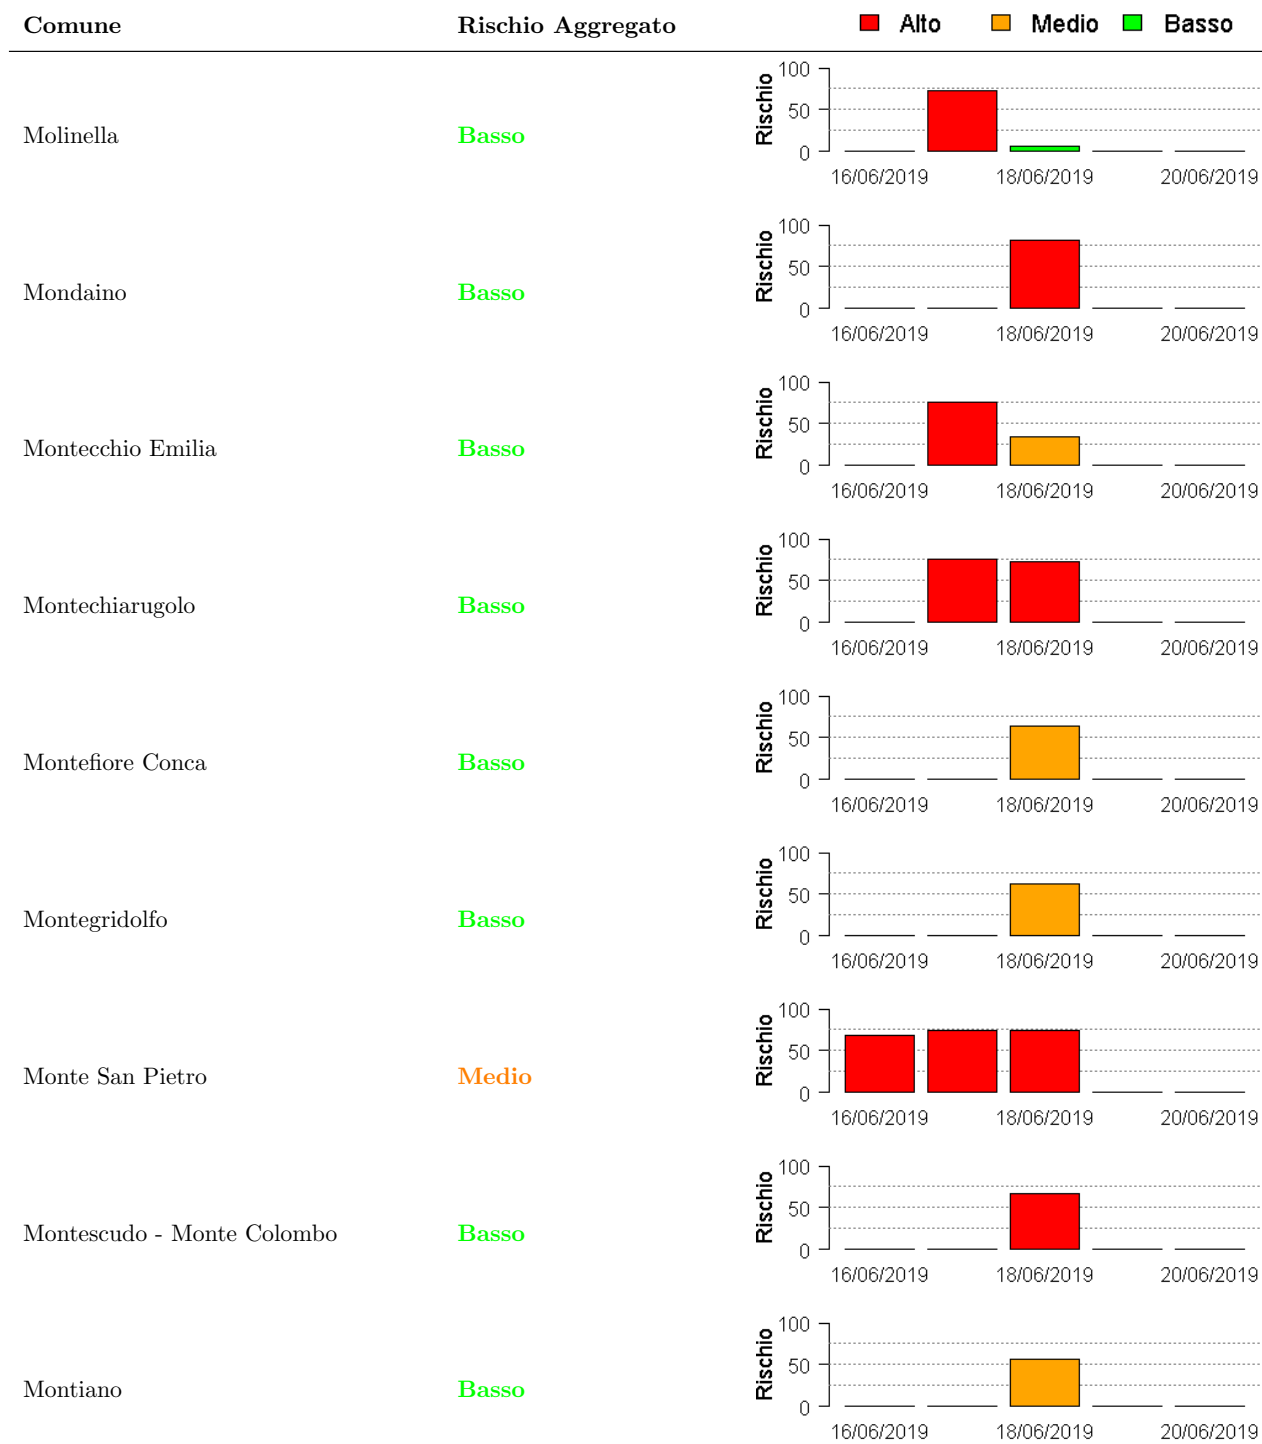 Comune Rischio Aggregato Alto Medio Basso
100
50
0
Rischio
Molinella Basso
16/06/2019 18/06/2019 20/06/2019
100
50
0
Rischio
Mondaino Basso
16/06/2019 18/06/2019 20/06/2019
100
50
0
Rischio
Montecchio Emilia Basso
16/06/2019 18/06/2019 20/06/2019
100
50
0
Rischio
Montechiarugolo Basso
16/06/2019 18/06/2019 20/06/2019
100
50
0
Rischio
Montefiore Conca Basso
16/06/2019 18/06/2019 20/06/2019
100
50
0
Rischio
Montegridolfo Basso
16/06/2019 18/06/2019 20/06/2019
100
50
0
Rischio
Monte San Pietro Medio
16/06/2019 18/06/2019 20/06/2019
100
50
0
Rischio
Montescudo - Monte Colombo Basso
16/06/2019 18/06/2019 20/06/2019
100
50
0
Rischio
Montiano Basso
16/06/2019 18/06/2019 20/06/2019